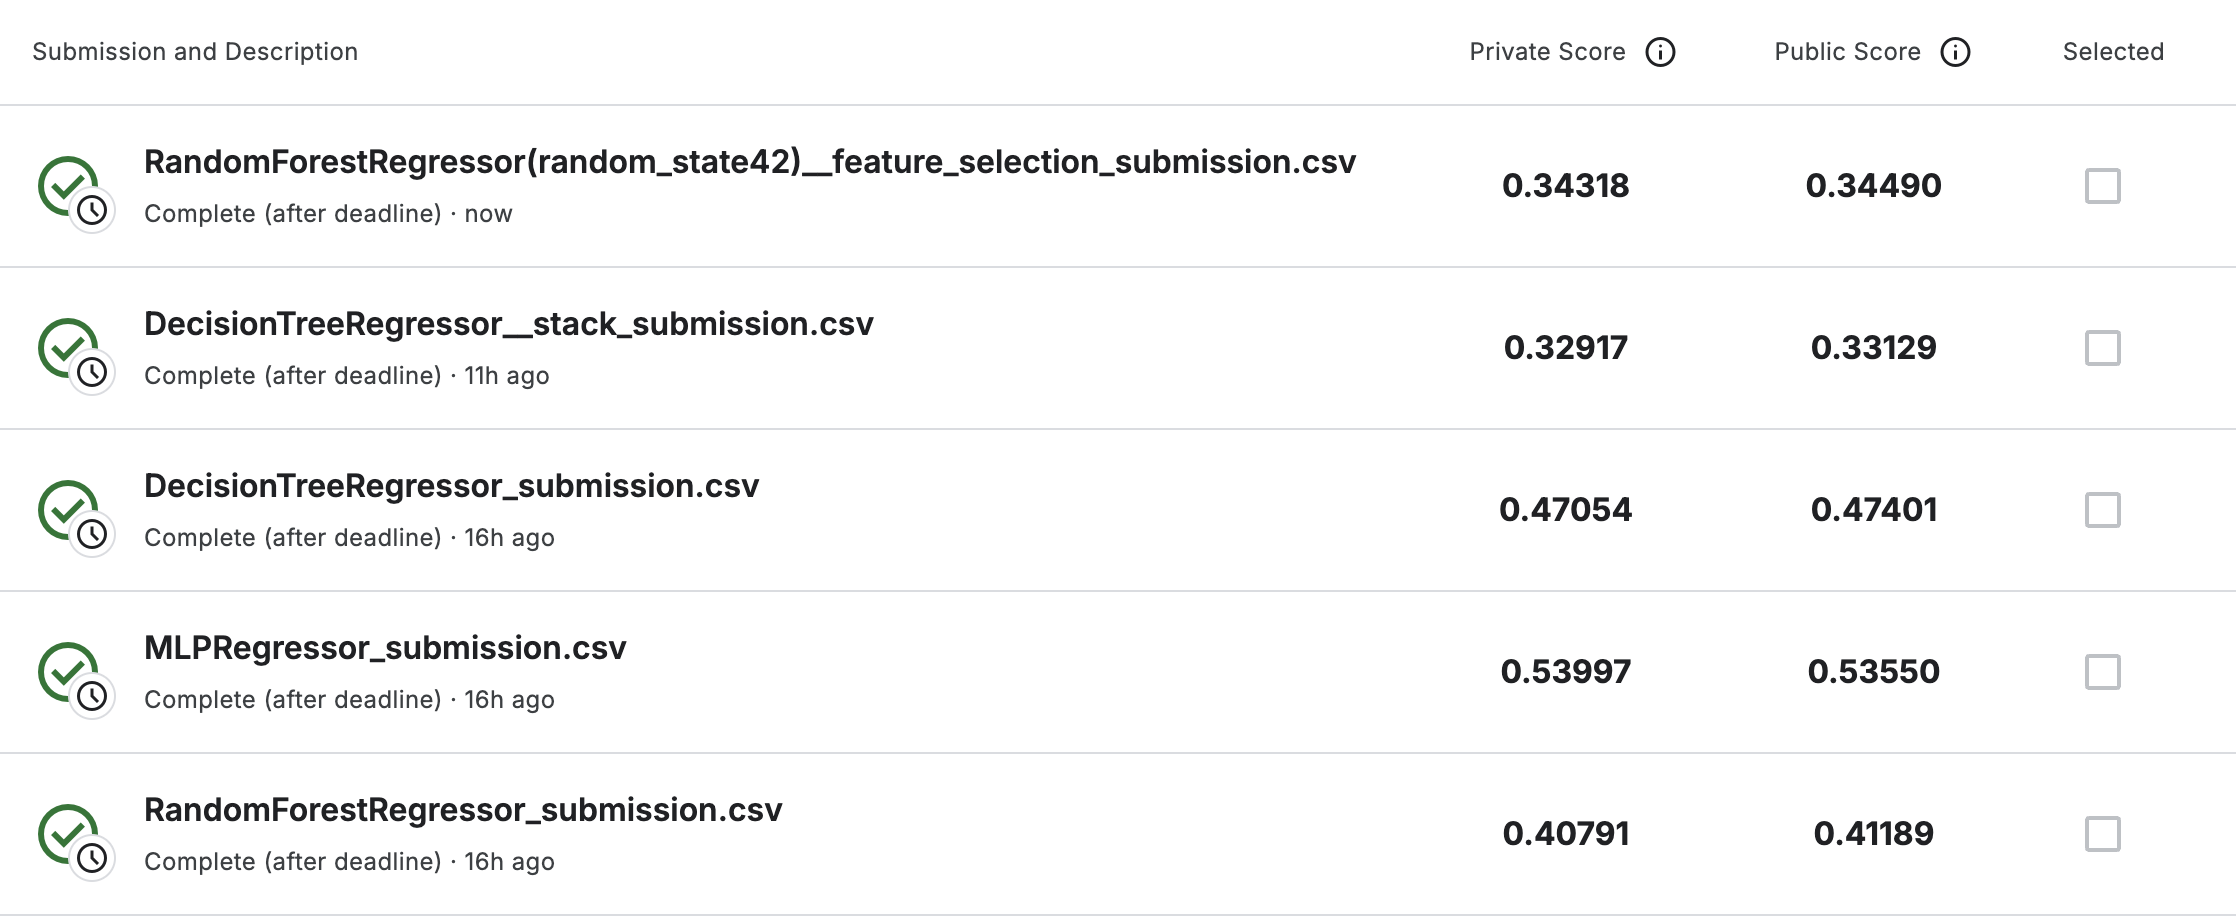 Submission and Description Private Score Public Score Selected
RandomForestRegressor(random_state42)__feature_selection_submission.csv
Complete (after deadline) · now
0.34318 0.34490
DecisionTreeRegressor__stack_submission.csv
Complete (after deadline) · 11h ago
0.32917 0.33129
DecisionTreeRegressor_submission.csv
Complete (after deadline) · 16h ago
0.47054 0.47401
MLPRegressor_submission.csv
Complete (after deadline) · 16h ago
0.53997 0.53550
RandomForestRegressor_submission.csv
Complete (after deadline) · 16h ago
0.40791 0.41189